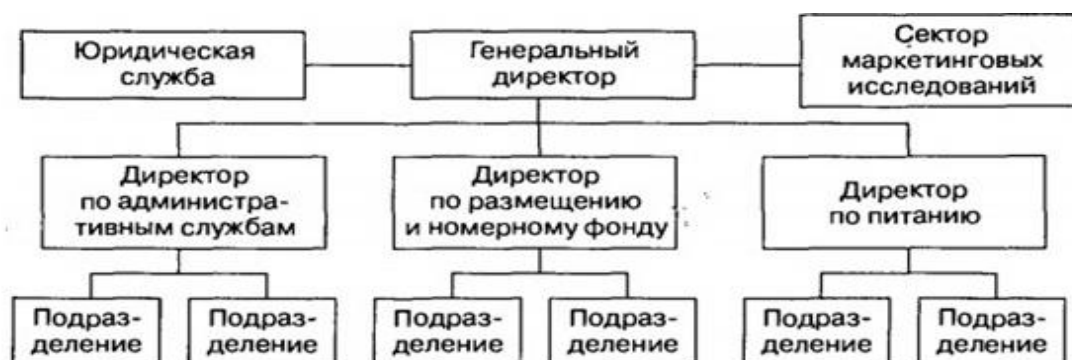 Юридическая
служба
Генеральный
директор
Сектор
маркетинговых
исследований
Директор
по администра-
тивным службам
Директор
по размещению
и номерному фонду
Директор
по питанию
Подраз-
деление
Подраз-
деление
Подраз-
деление
Подраз-
деление
Подраз-
деление
Подраз-
деление